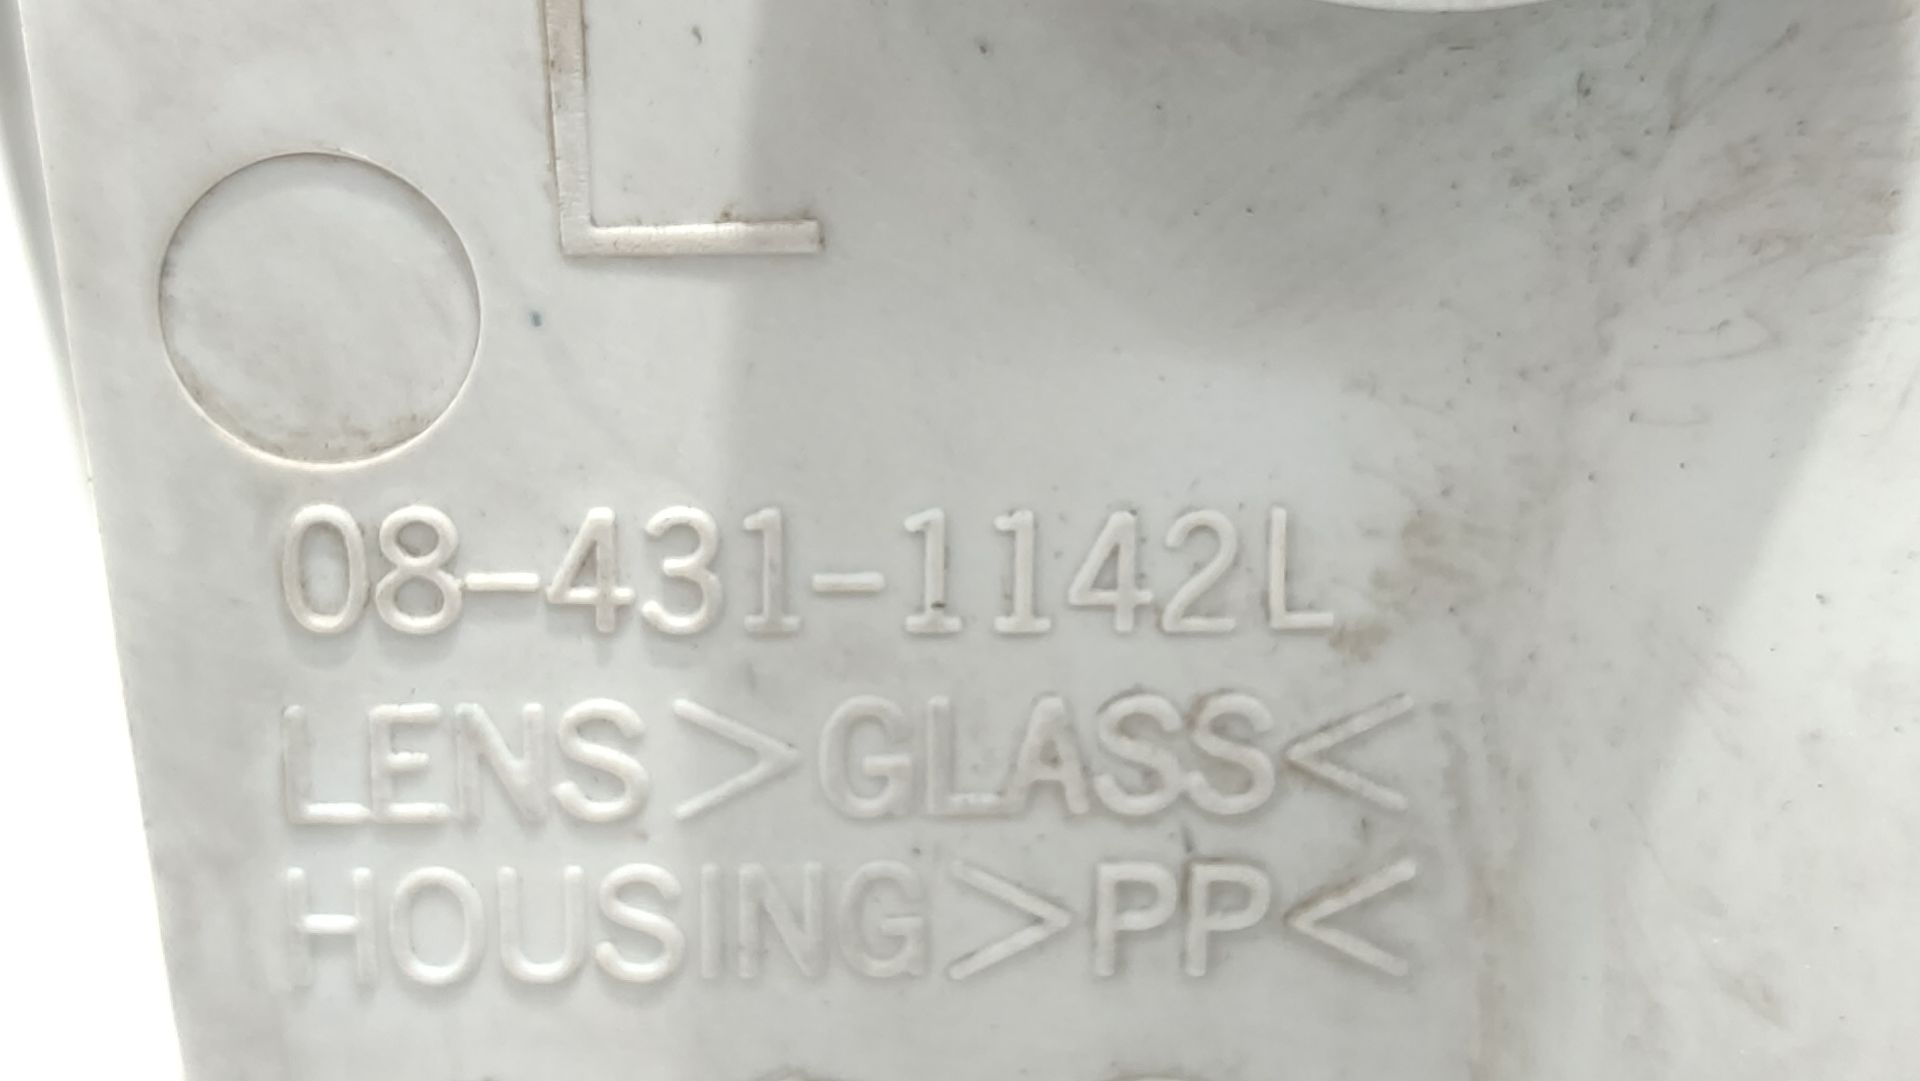 L
08-431-1142L
LENS>GLASS<
HOUSING>PP<